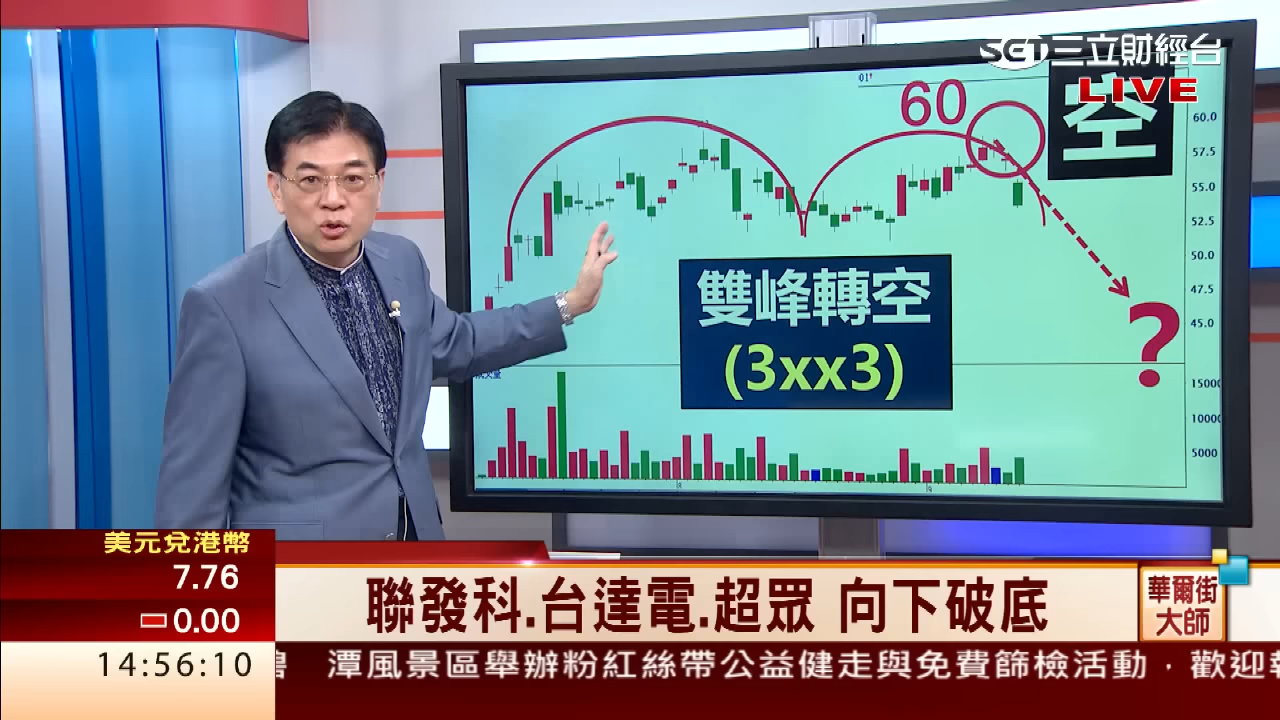 SET三立財經台
LIVE
01'
60
空
60.0
57.5
55.0
52.5
50.0
47.5
45.0
雙峰轉空
(3xx3)
?
15000
10000
5000
8
9
美元兌港幣
7.76
0.00
聯發科.台達電.超眾 向下破底
華爾街
大師
14:56:10
潭風景區舉辦粉紅絲帶公益健走與免費篩檢活動，歡迎